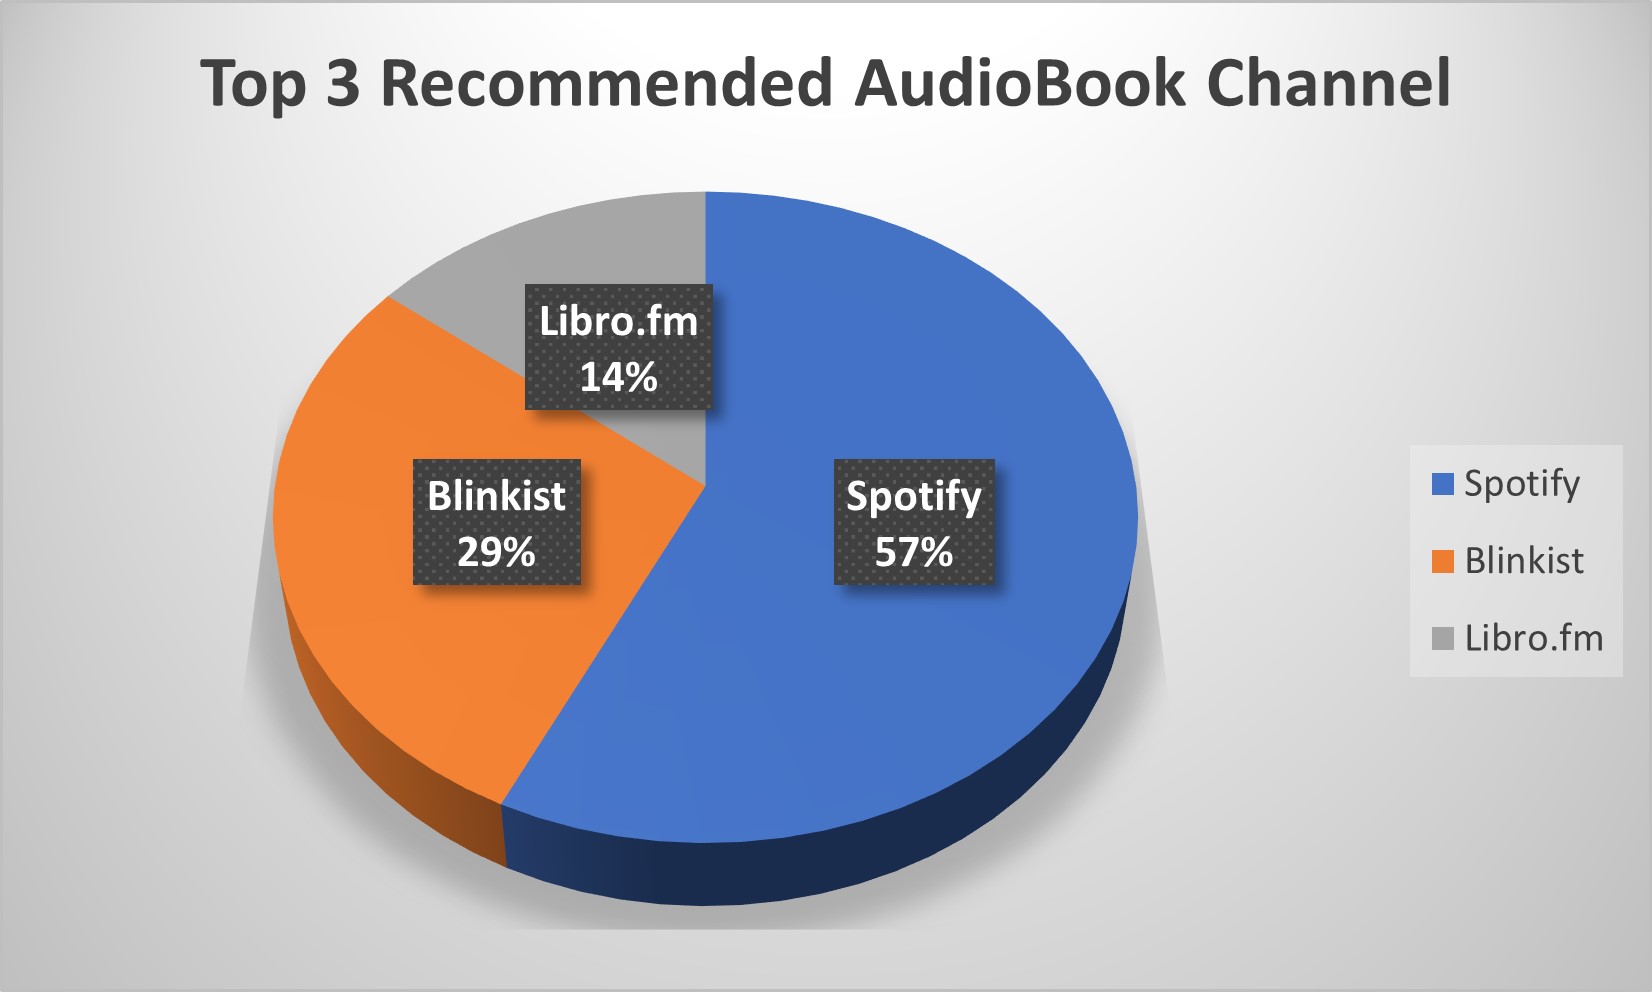 Top 3 Recommended AudioBook Channel
Libro.fm
14%
Blinkist
29%
Spotify
57%
Spotify
Blinkist
Libro.fm